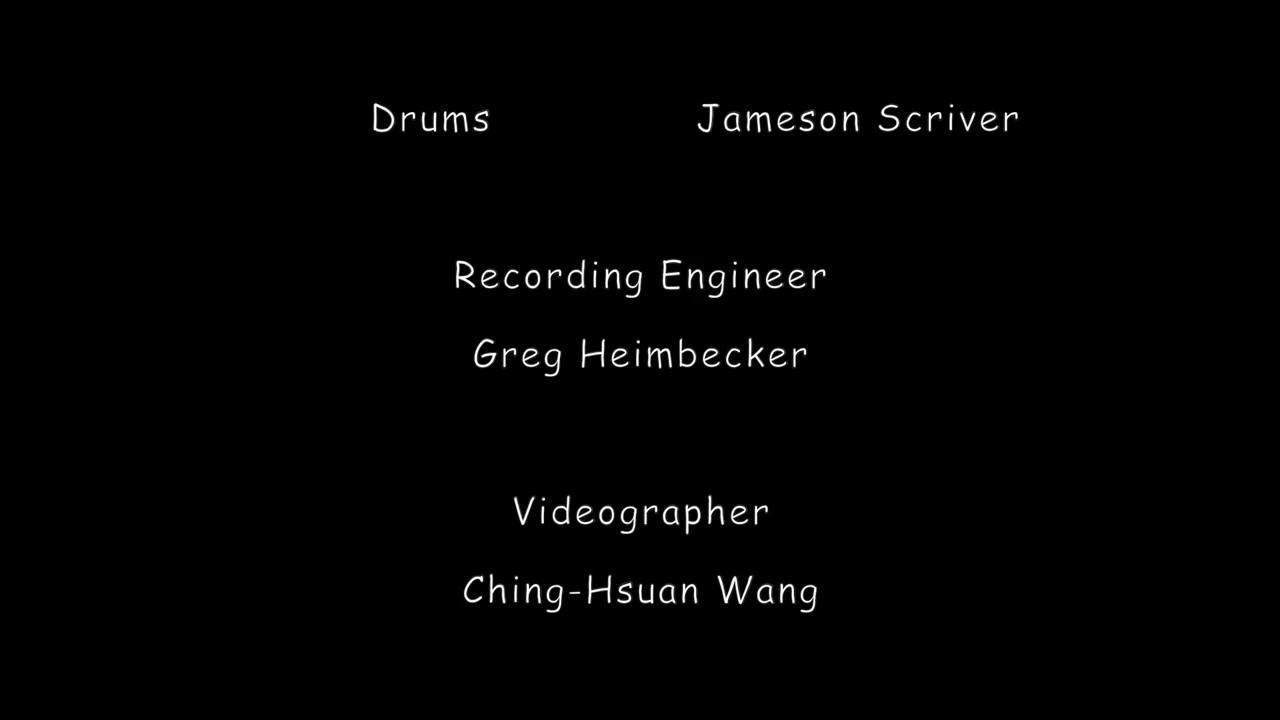 Drums Jameson Scriver
Recording Engineer
Greg Heimbecker
Videographer
Ching-Hsuan Wang